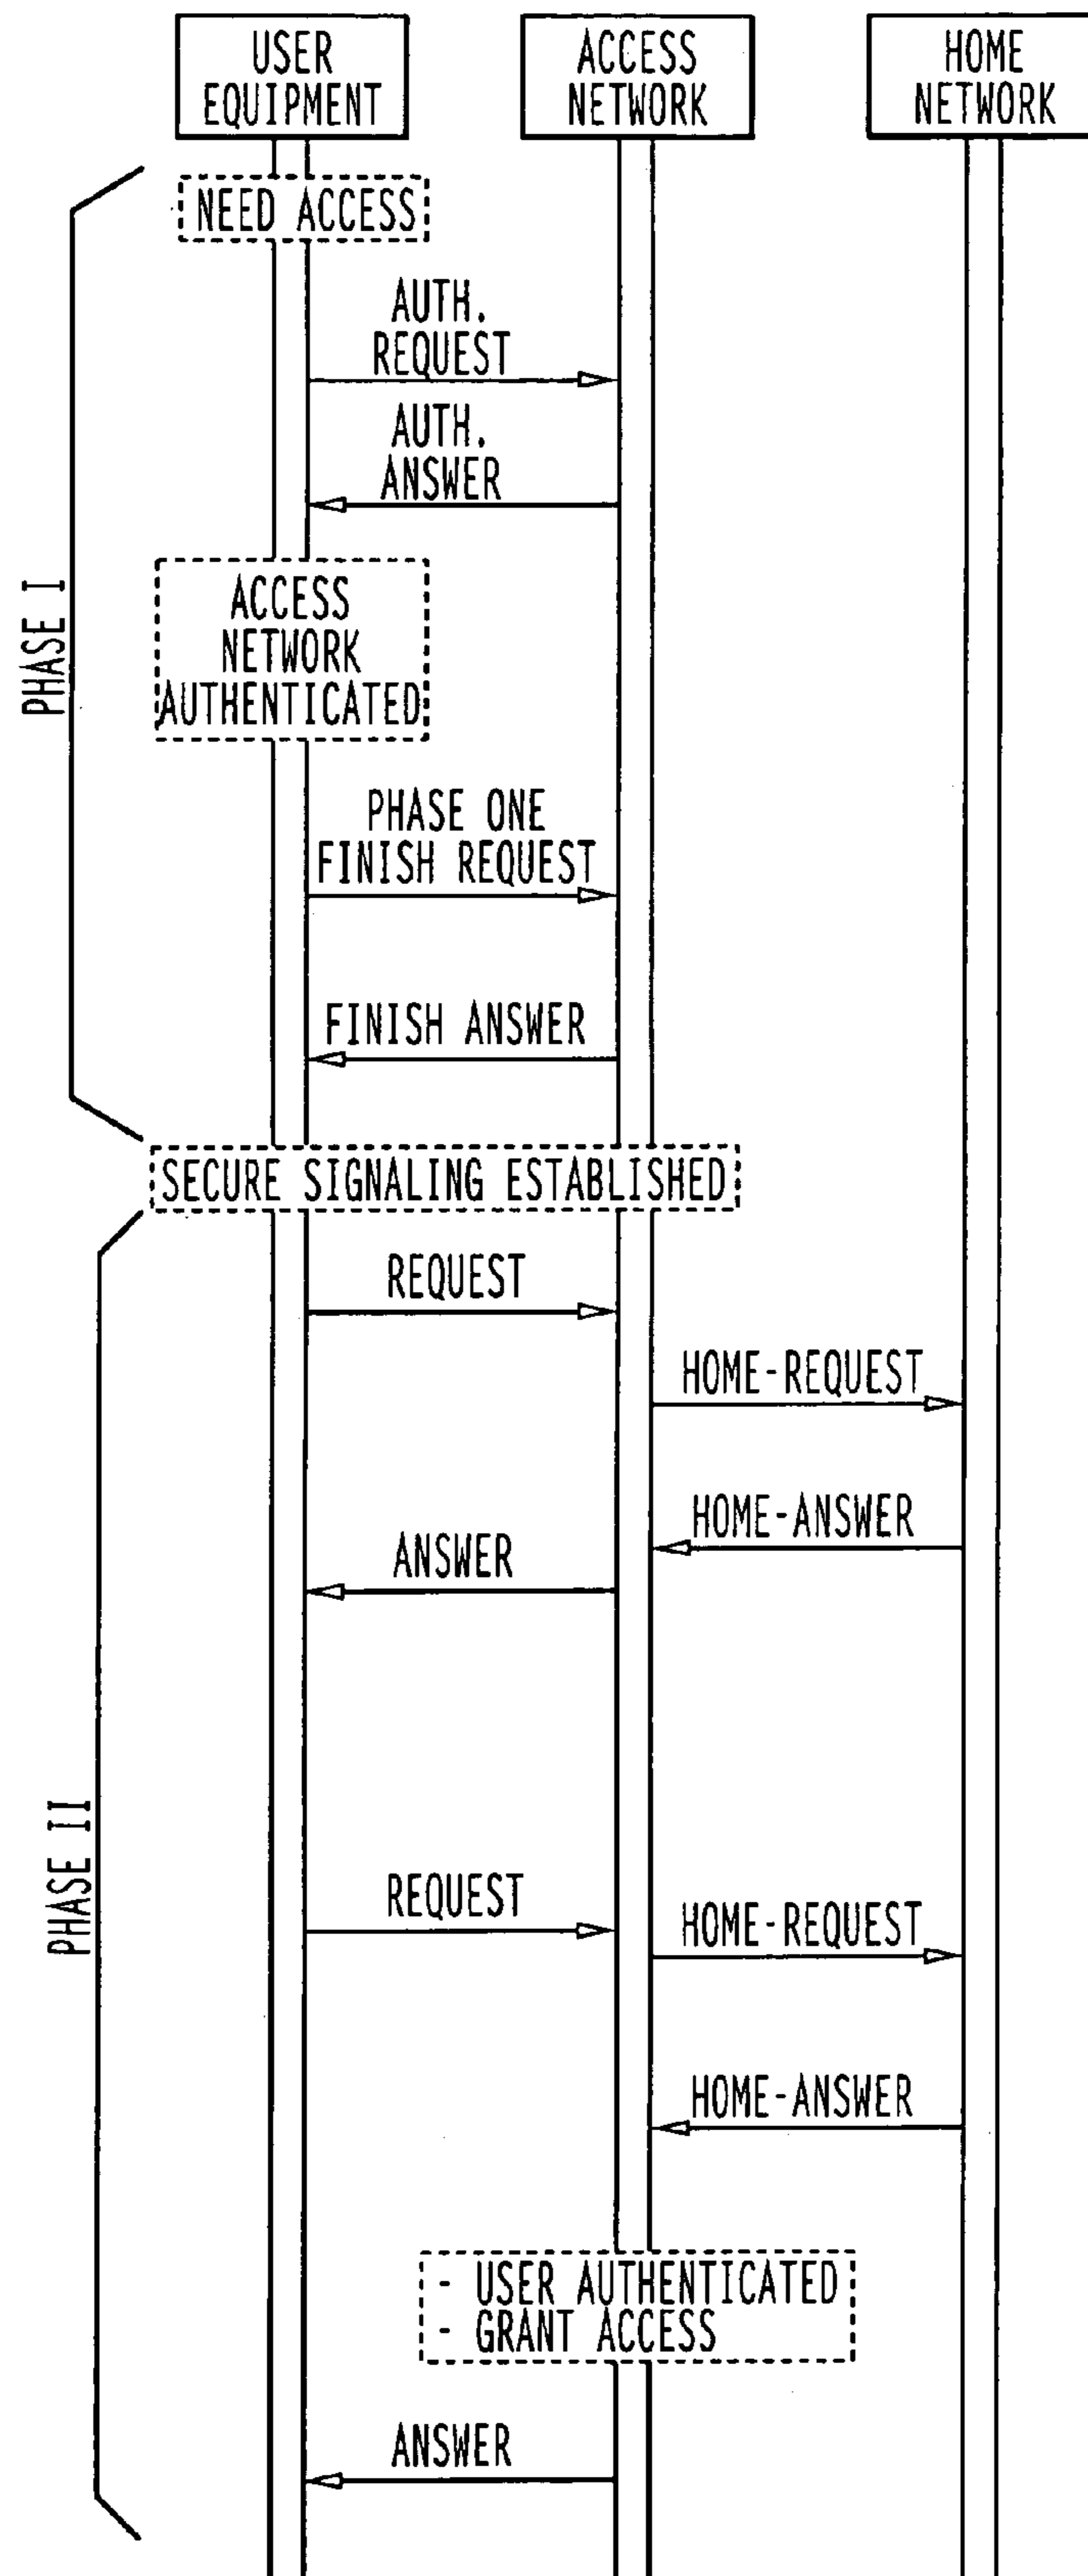 USER
EQUIPMENT
ACCESS
NETWORK
HOME
NETWORK
NEED ACCESS
AUTH.
REQUEST
AUTH.
ANSWER
PHASE I
ACCESS
NETWORK
AUTHENTICATED
PHASE ONE
FINISH REQUEST
FINISH ANSWER
SECURE SIGNALING ESTABLISHED
REQUEST
HOME-REQUEST
HOME-ANSWER
ANSWER
PHASE II
REQUEST
HOME-REQUEST
HOME-ANSWER
- USER AUTHENTICATED
- GRANT ACCESS
ANSWER